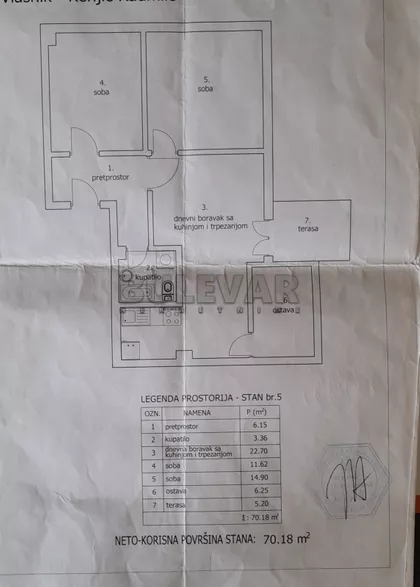 4.
soba
5.
soba
1.
pretprostor
3.
dnevni boravak sa
kuhinjom i trpezarijom
7.
terasa
2.
kupatilo
BULEVAR
NEKRETNINE
6.
ostava
LEGENDA PROSTORIJA - STAN br.5
OZN. NAMENA P (m²)
1 pretprostor 6.15
2 kupatilo 3.36
3 dnevni boravak sa kuhinjom i trpezarijom 22.70
4 soba 11.62
5 soba 14.90
6 ostava 6.25
7 terasa 5.20
Σ: 70.18 m²
NETO-KORISNA POVRŠINA STANA: 70.18 m²